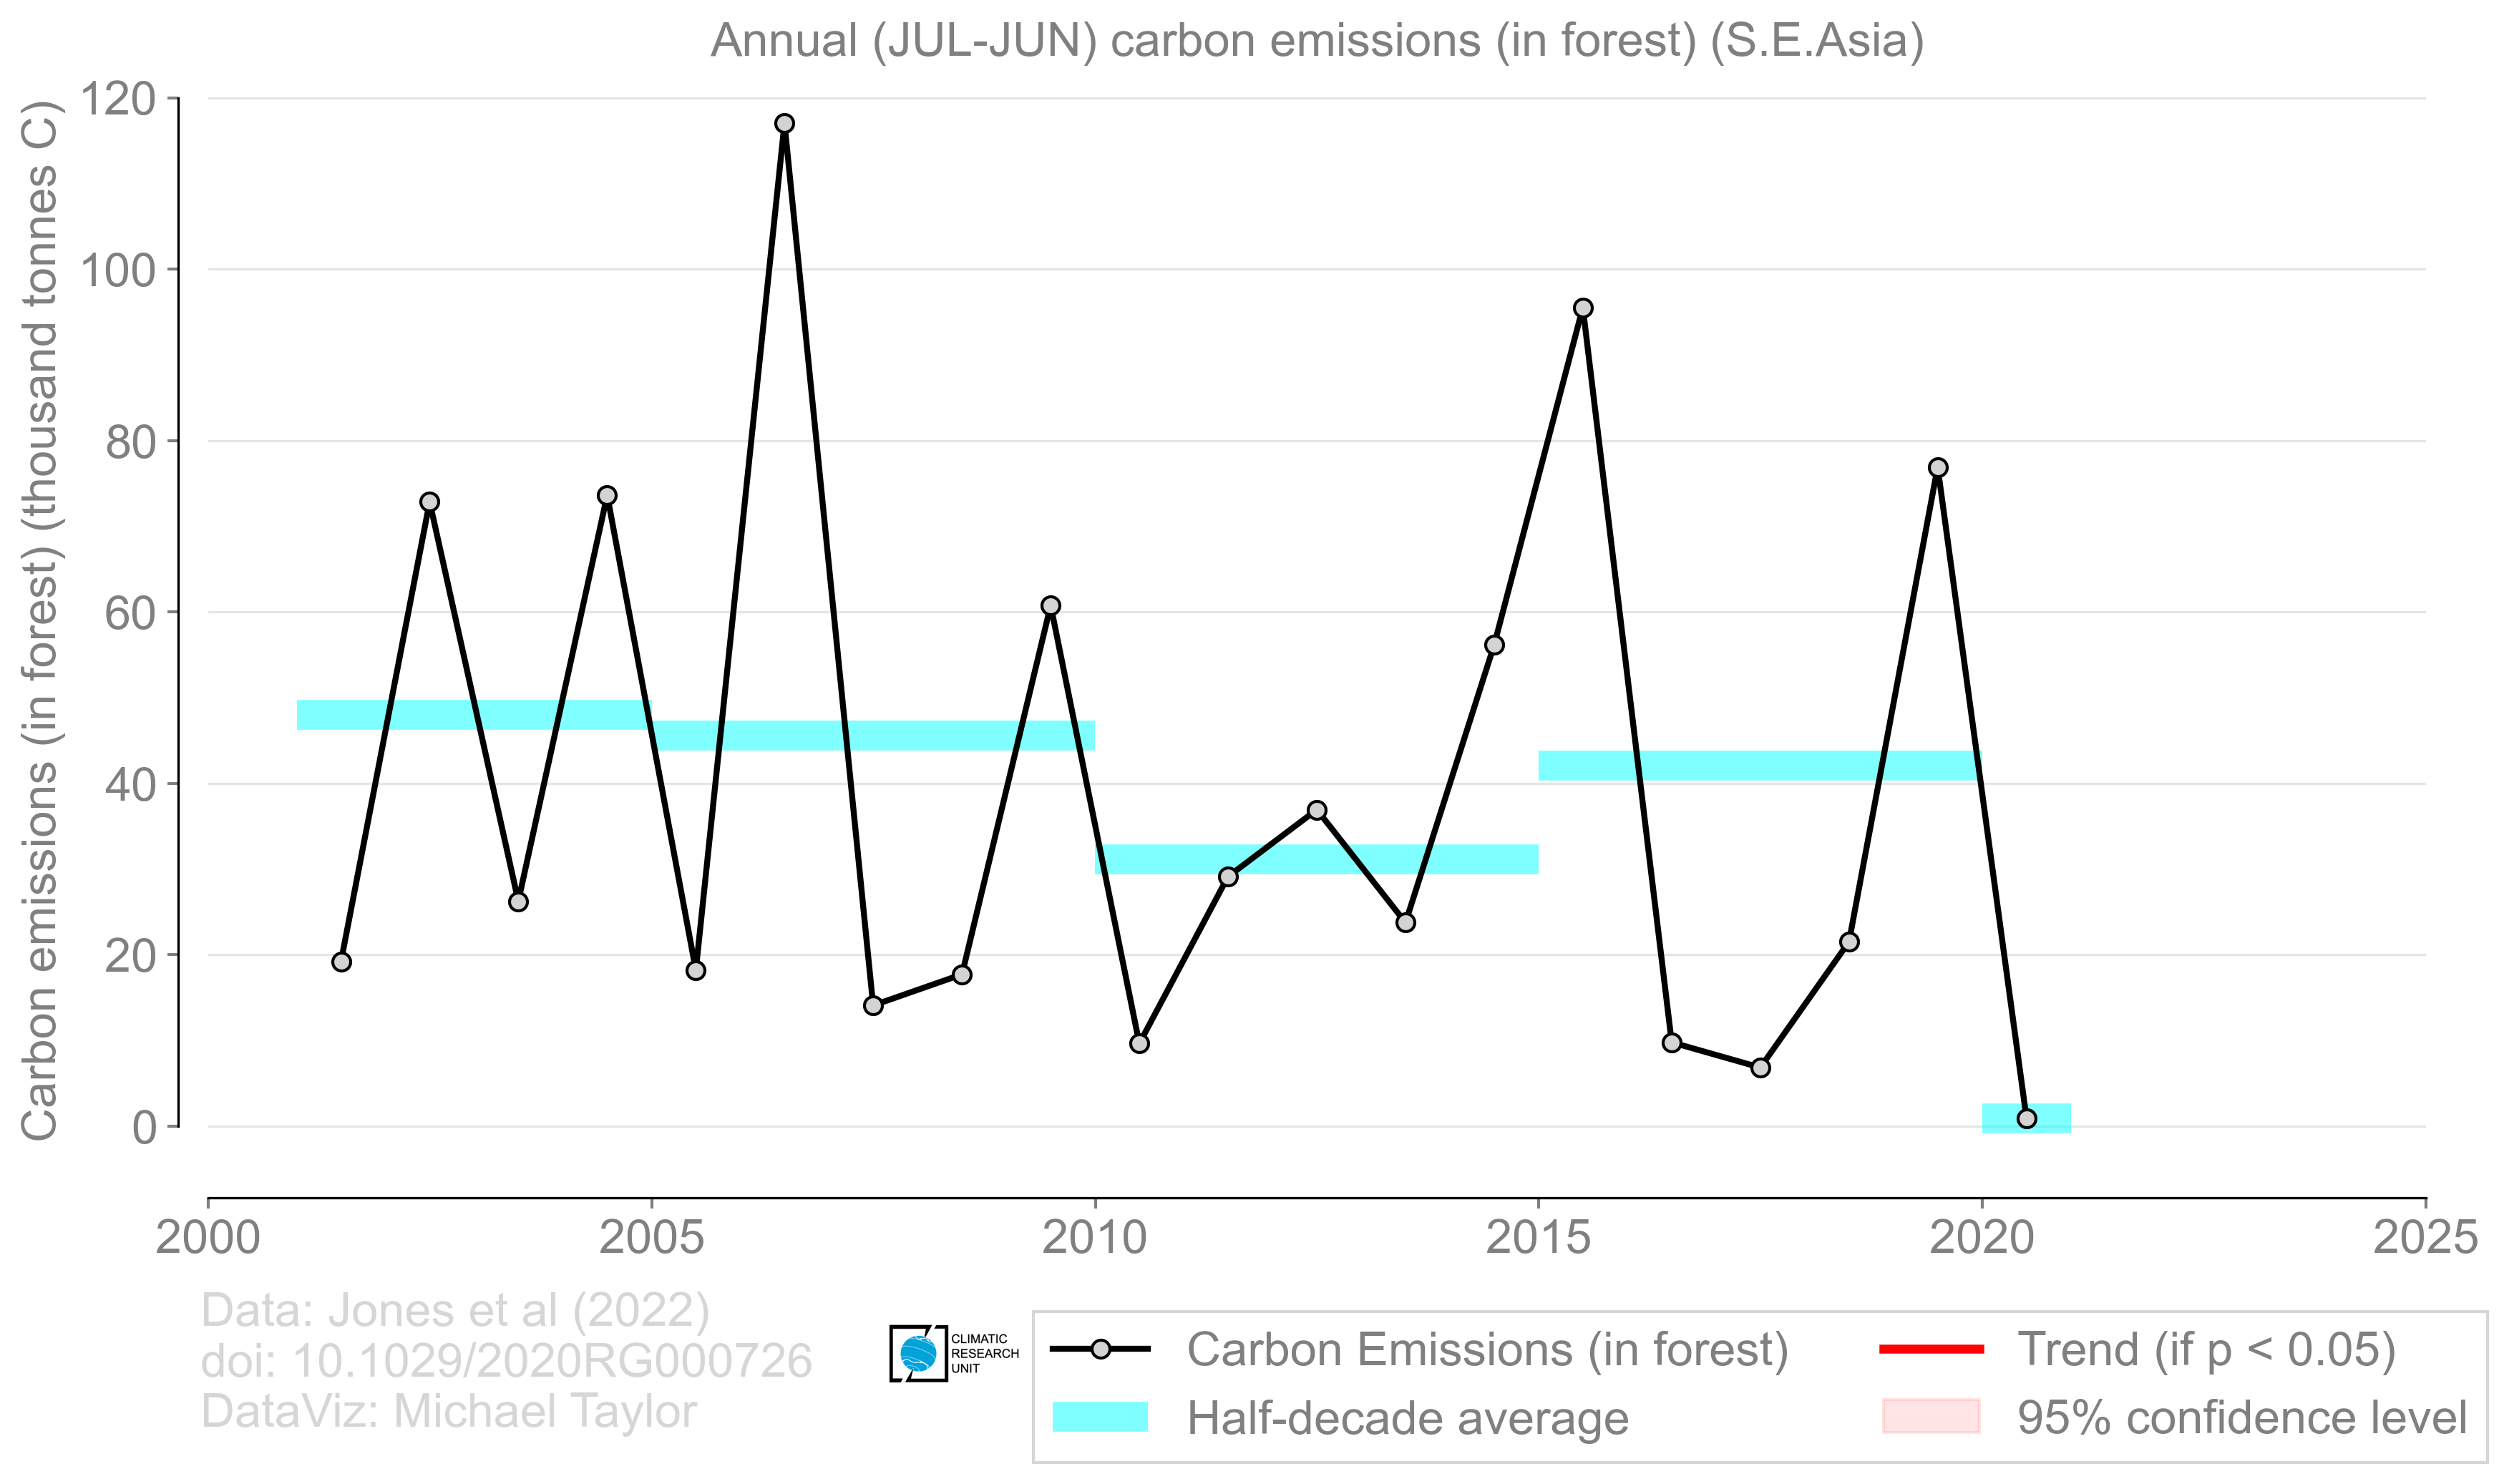 Annual (JUL-JUN) carbon emissions (in forest) (S.E.Asia)
Carbon emissions (in forest) (thousand tonnes C)
120
100
80
60
40
20
0
2000
2005
2010
2015
2020
2025
Data: Jones et al (2022)
doi: 10.1029/2020RG000726
DataViz: Michael Taylor
CLIMATIC
RESEARCH
UNIT
Carbon Emissions (in forest)
Half-decade average
Trend (if p < 0.05)
95% confidence level